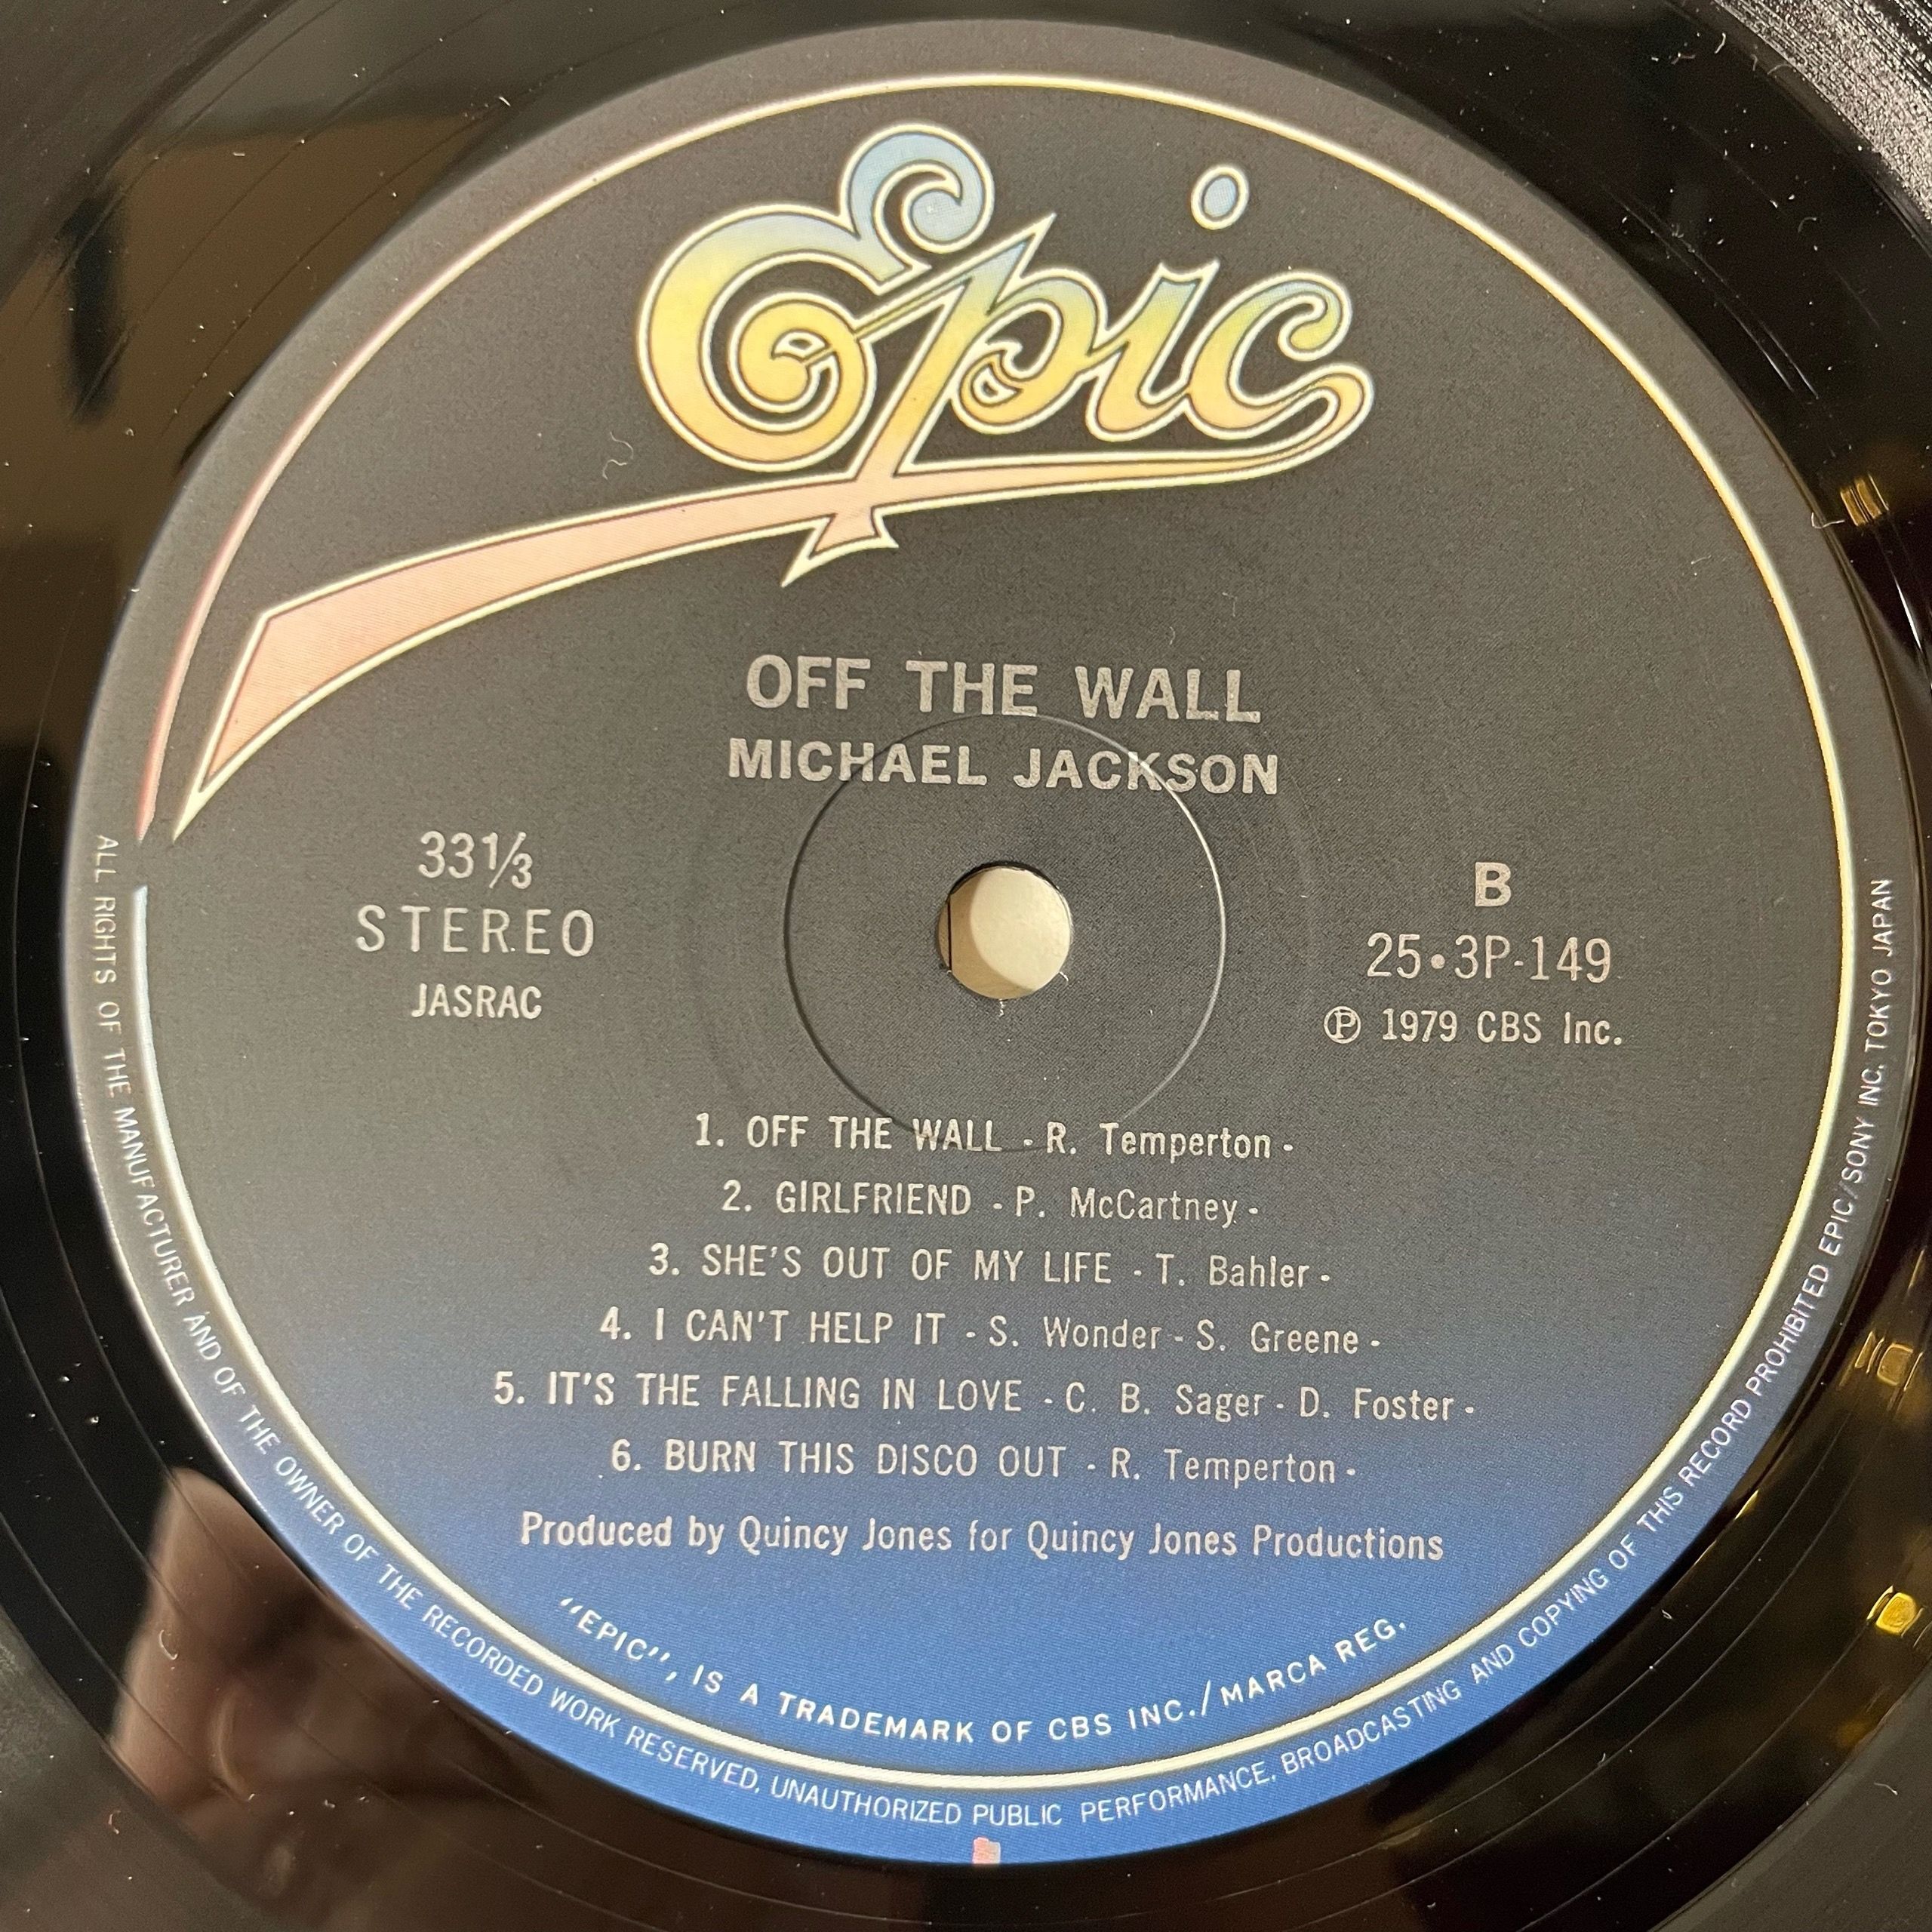 Epic
OFF THE WALL
MICHAEL JACKSON
33⅓
STEREO
JASRAC
B
25•3P-149
Ⓟ 1979 CBS Inc.
1. OFF THE WALL - R. Temperton -
2. GIRLFRIEND - P. McCartney -
3. SHE'S OUT OF MY LIFE - T. Bahler -
4. I CAN'T HELP IT - S. Wonder - S. Greene -
5. IT'S THE FALLING IN LOVE - C. B. Sager - D. Foster -
6. BURN THIS DISCO OUT - R. Temperton -
Produced by Quincy Jones for Quincy Jones Productions
"EPIC", IS A TRADEMARK OF CBS INC./MARCA REG.
ALL RIGHTS OF THE MANUFACTURER AND OF THE OWNER OF THE RECORDED WORK RESERVED, UNAUTHORIZED PUBLIC PERFORMANCE, BROADCASTING AND COPYING OF THIS RECORD PROHIBITED EPIC/SONY INC, TOKYO JAPAN